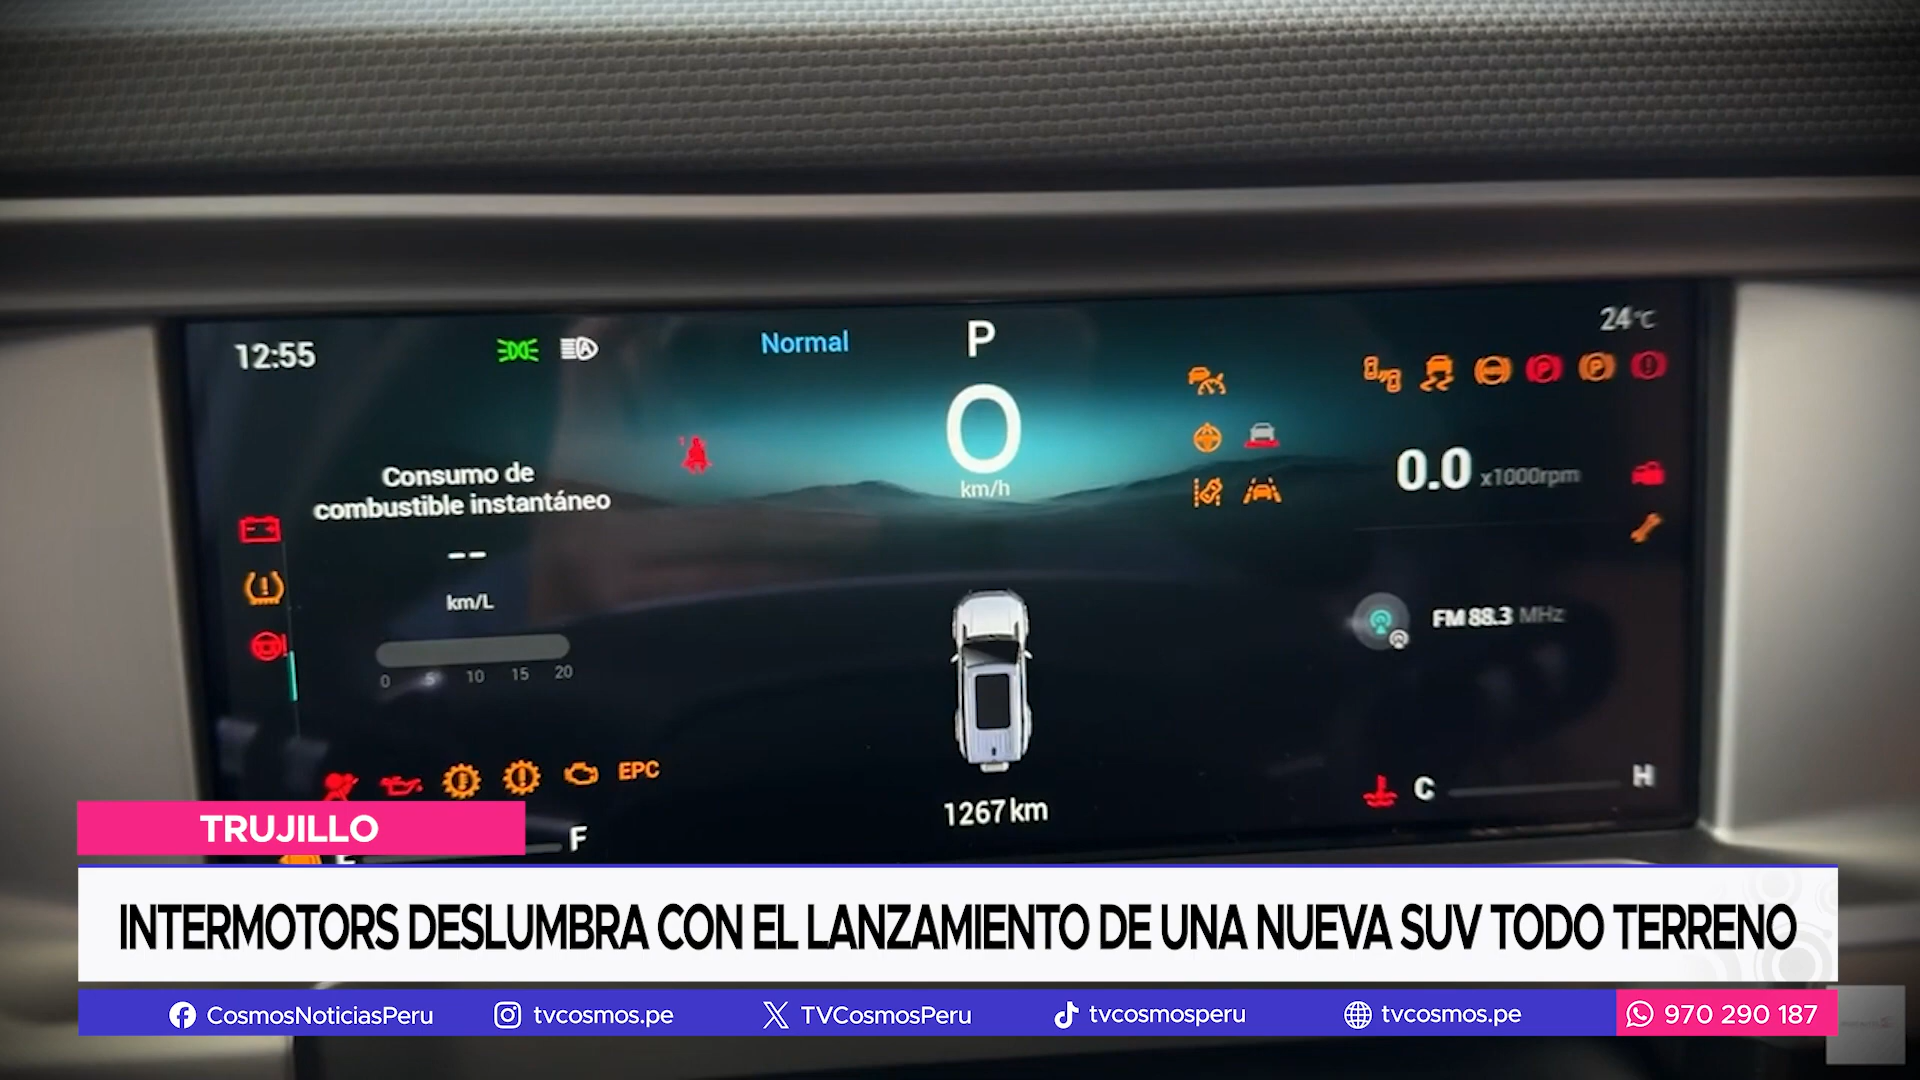 12:55
Normal
P
24°C
0
km/h
Consumo de
combustible instantáneo
--
km/L
0 5 10 15 20
0.0 x1000rpm
FM 88.3 MHz
EPC
C H
1267 km
E F
TRUJILLO
INTERMOTORS DESLUMBRA CON EL LANZAMIENTO DE UNA NUEVA SUV TODO TERRENO
CosmosNoticiasPeru tvcosmos.pe TVCosmosPeru tvcosmosperu tvcosmos.pe 970 290 187